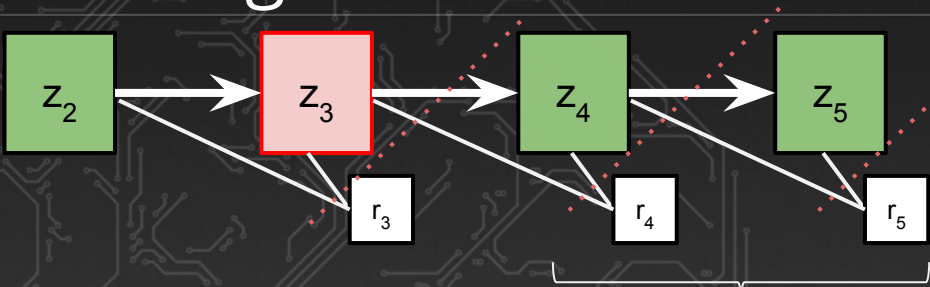 z₂ z₃ z₄ z₅
r₃ r₄ r₅